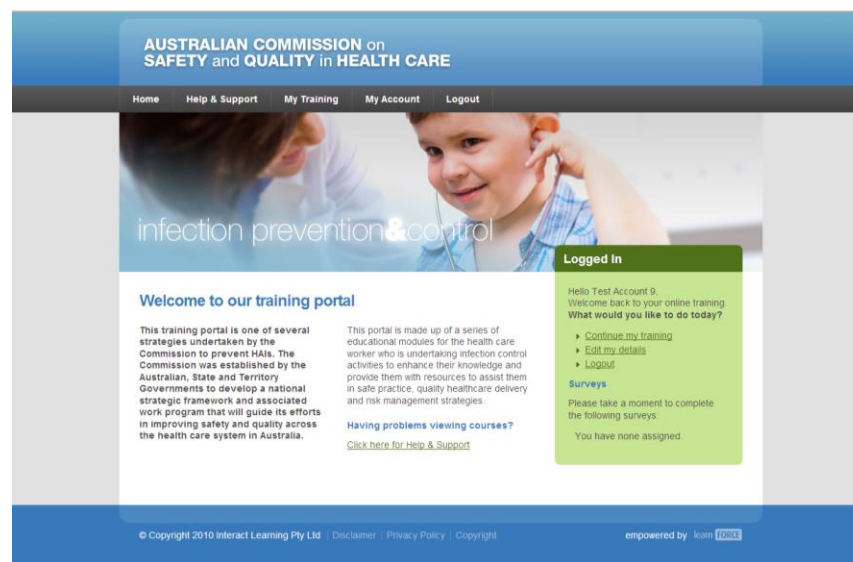 AUSTRALIAN COMMISSION on
SAFETY and QUALITY in HEALTH CARE
Home Help & Support My Training My Account Logout
infection prevention&control
Welcome to our training portal
This training portal is one of several
strategies undertaken by the
Commission to prevent HAIs. The
Commission was established by the
Australian, State and Territory
Governments to develop a national
strategic framework and associated
work program that will guide its efforts
in improving safety and quality across
the health care system in Australia.
This portal is made up of a series of
educational modules for the health care
worker who is undertaking infection control
activities to enhance their knowledge and
provide them with resources to assist them
in safe practice, quality healthcare delivery
and risk management strategies.
Having problems viewing courses?
Click here for Help & Support
Logged In
Hello Test Account 9,
Welcome back to your online training.
What would you like to do today?
Continue my training
Edit my details
Logout
Surveys
Please take a moment to complete
the following surveys:
You have none assigned.
© Copyright 2010 Interact Learning Pty Ltd | Disclaimer | Privacy Policy | Copyright
empowered by learn FORCE